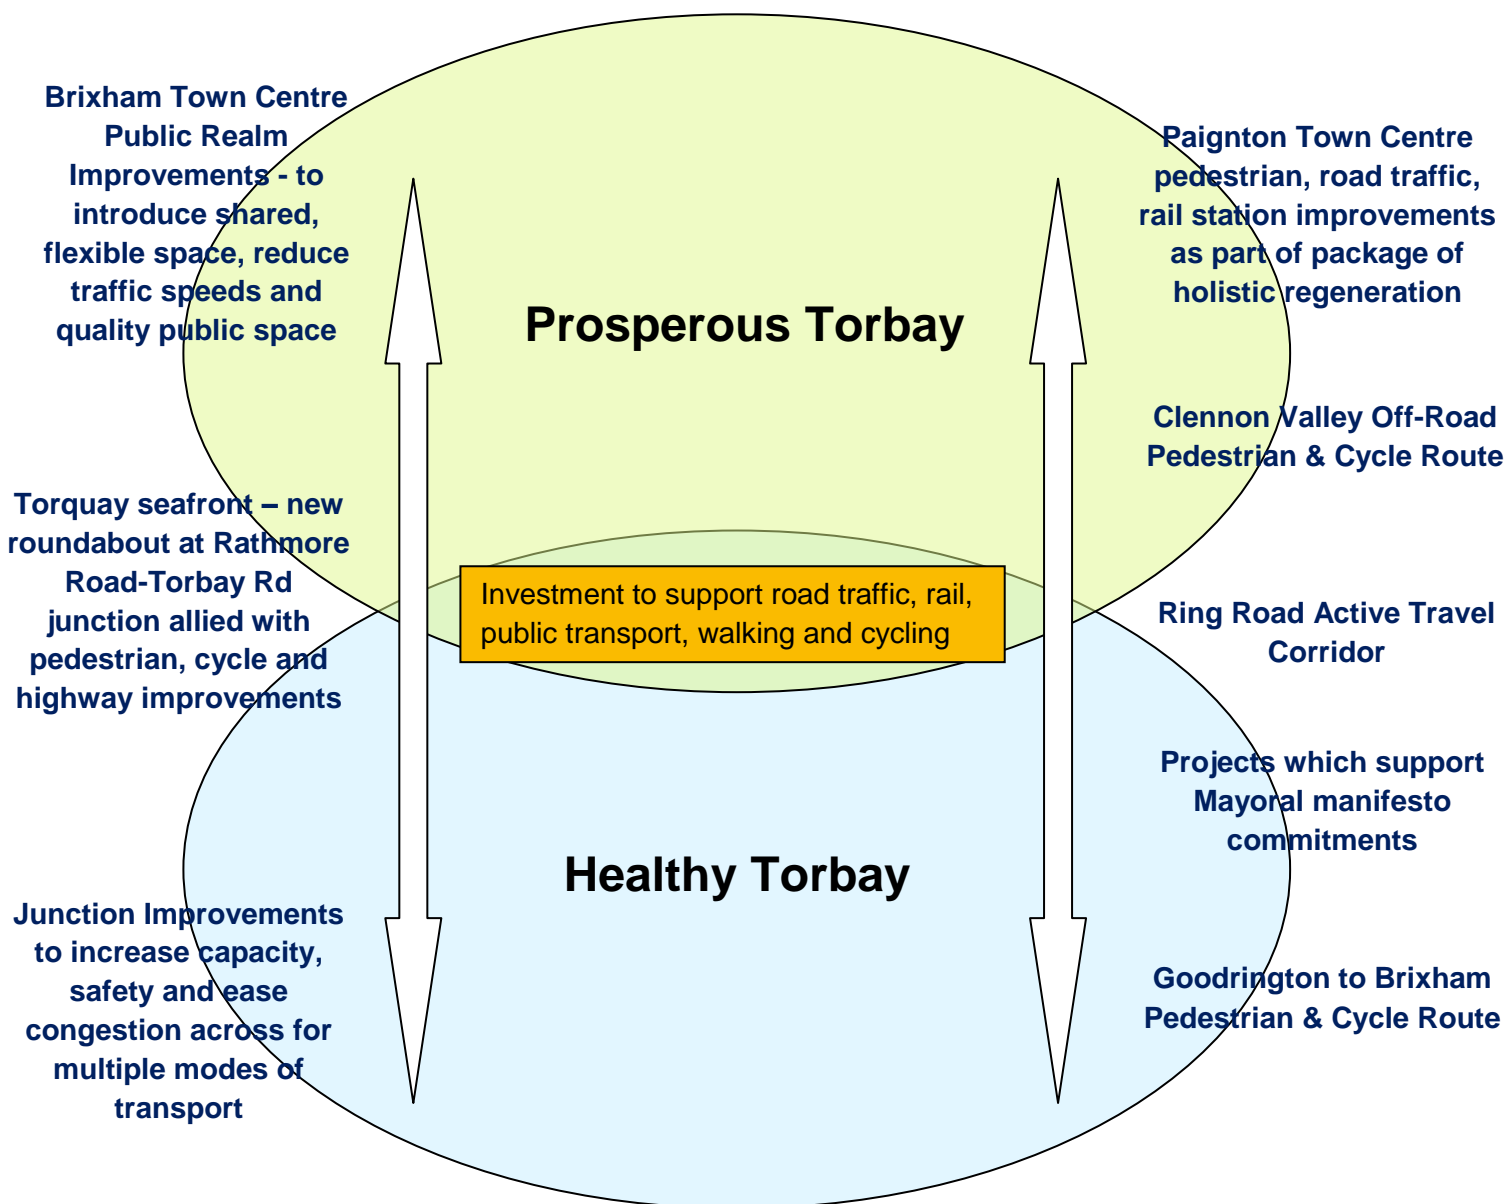 Brixham Town Centre
Public Realm
Improvements - to
introduce shared,
flexible space, reduce
traffic speeds and
quality public space
Torquay seafront – new
roundabout at Rathmore
Road-Torbay Rd
junction allied with
pedestrian, cycle and
highway improvements
Junction Improvements
to increase capacity,
safety and ease
congestion across for
multiple modes of
transport
Prosperous Torbay
Investment to support road traffic, rail,
public transport, walking and cycling
Healthy Torbay
Paignton Town Centre
pedestrian, road traffic,
rail station improvements
as part of package of
holistic regeneration
Clennon Valley Off-Road
Pedestrian & Cycle Route
Ring Road Active Travel
Corridor
Projects which support
Mayoral manifesto
commitments
Goodrington to Brixham
Pedestrian & Cycle Route